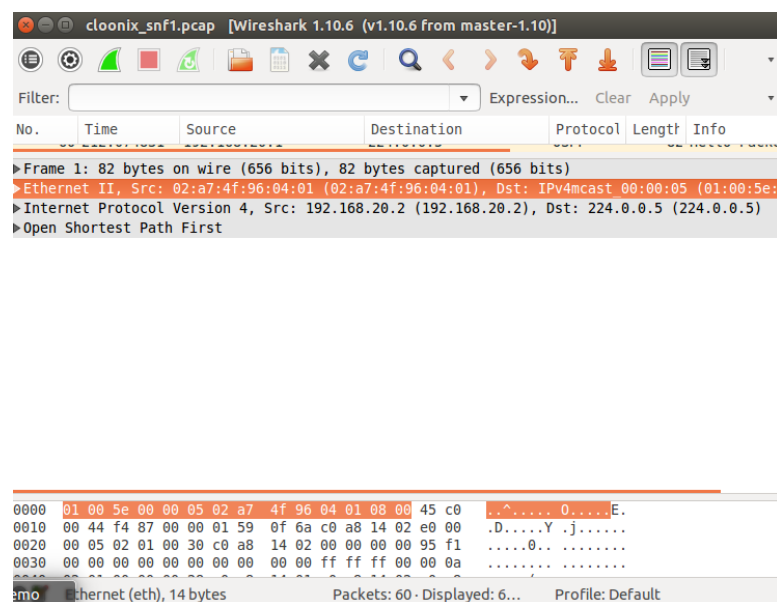 cloonix_snf1.pcap [Wireshark 1.10.6 (v1.10.6 from master-1.10)]
Filter: Expression... Clear Apply
No. Time Source Destination Protocol Length Info
▶Frame 1: 82 bytes on wire (656 bits), 82 bytes captured (656 bits)
▶Ethernet II, Src: 02:a7:4f:96:04:01 (02:a7:4f:96:04:01), Dst: IPv4mcast_00:00:05 (01:00:5e:
▶Internet Protocol Version 4, Src: 192.168.20.2 (192.168.20.2), Dst: 224.0.0.5 (224.0.0.5)
▶Open Shortest Path First
0000 01 00 5e 00 00 05 02 a7 4f 96 04 01 08 00 45 c0 ..^..... O.....E.
0010 00 44 f4 87 00 00 01 59 0f 6a c0 a8 14 02 e0 00 .D.....Y .j......
0020 00 05 02 01 00 30 c0 a8 14 02 00 00 00 00 95 f1 .....0.. ........
0030 00 00 00 00 00 00 00 00 00 00 ff ff ff 00 00 0a ........ ........
emo thernet (eth), 14 bytes Packets: 60 · Displayed: 6... Profile: Default